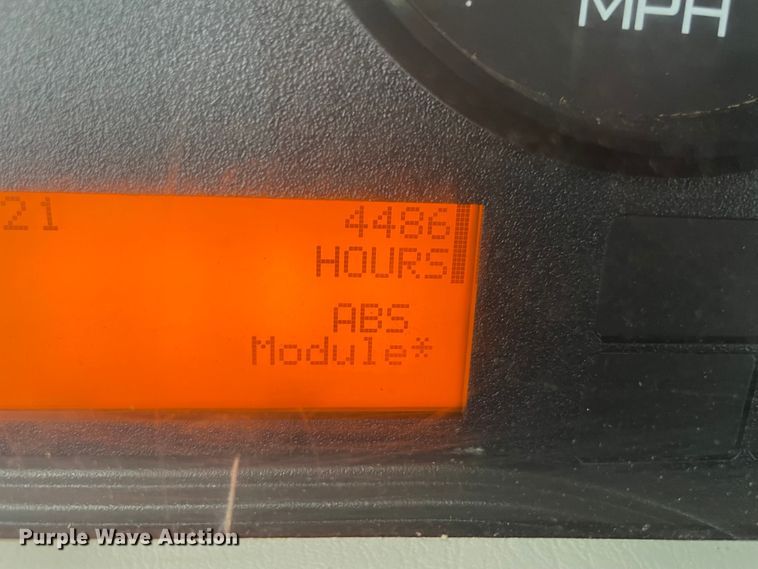 MPH
21 4486
HOURS
ABS
Module*
Purple Wave Auction